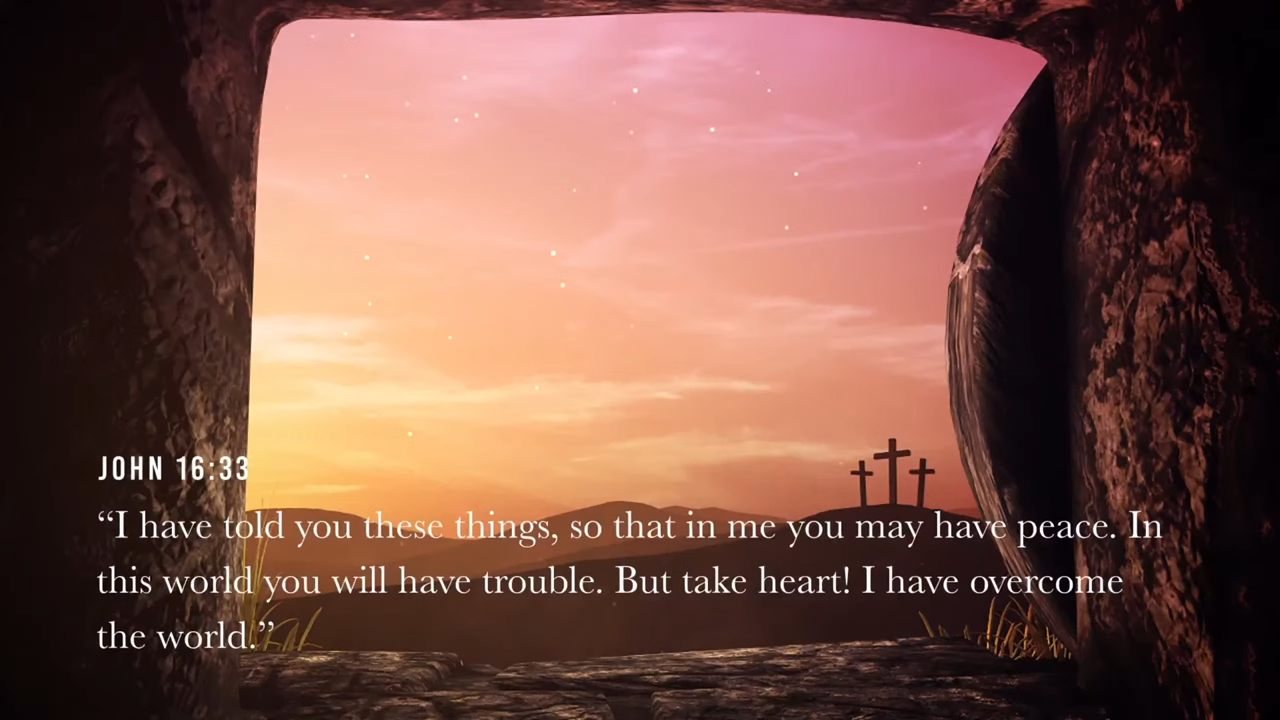 JOHN 16:33
“I have told you these things, so that in me you may have peace. In
this world you will have trouble. But take heart! I have overcome
the world.”